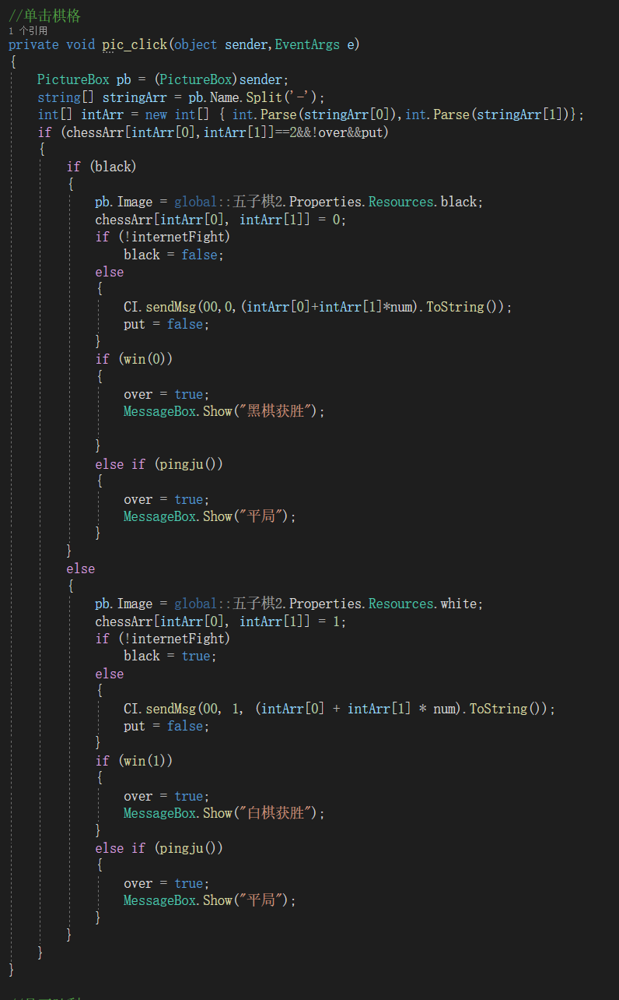 //单击棋格
1 个引用
private void pic_click(object sender,EventArgs e)
{
    PictureBox pb = (PictureBox)sender;
    string[] stringArr = pb.Name.Split('-');
    int[] intArr = new int[] { int.Parse(stringArr[0]),int.Parse(stringArr[1])};
    if (chessArr[intArr[0],intArr[1]]==2&&!over&&put)
    {
        if (black)
        {
            pb.Image = global::五子棋2.Properties.Resources.black;
            chessArr[intArr[0], intArr[1]] = 0;
            if (!internetFight)
                black = false;
            else
            {
                CI.sendMsg(00,0,(intArr[0]+intArr[1]*num).ToString());
                put = false;
            }
            if (win(0))
            {
                over = true;
                MessageBox.Show("黑棋获胜");
            }
            else if (pingju())
            {
                over = true;
                MessageBox.Show("平局");
            }
        }
        else
        {
            pb.Image = global::五子棋2.Properties.Resources.white;
            chessArr[intArr[0], intArr[1]] = 1;
            if (!internetFight)
                black = true;
            else
            {
                CI.sendMsg(00, 1, (intArr[0] + intArr[1] * num).ToString());
                put = false;
            }
            if (win(1))
            {
                over = true;
                MessageBox.Show("白棋获胜");
            }
            else if (pingju())
            {
                over = true;
                MessageBox.Show("平局");
            }
        }
    }
}